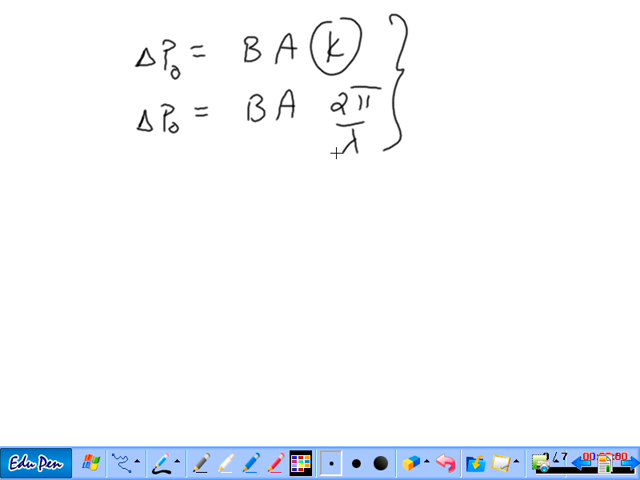 ΔP₀ = B A k
ΔP₀ = B A 2π/λ
Edu Pen